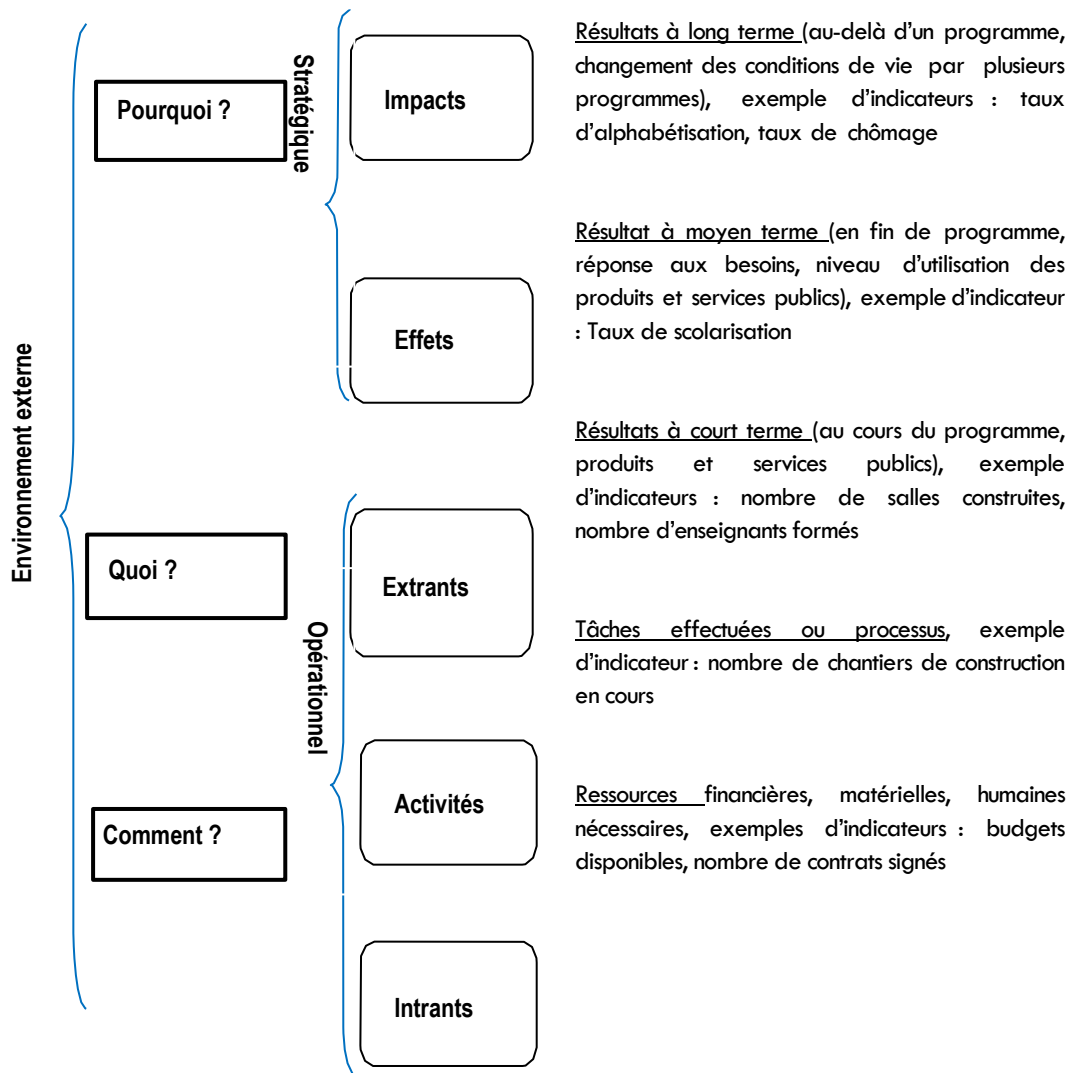 Environnement externe
Pourquoi ?
Quoi ?
Comment ?
Stratégique
Opérationnel
Impacts
Effets
Extrants
Activités
Intrants
Résultats à long terme (au-delà d’un programme,
changement des conditions de vie par plusieurs
programmes), exemple d’indicateurs : taux
d’alphabétisation, taux de chômage
Résultat à moyen terme (en fin de programme,
réponse aux besoins, niveau d’utilisation des
produits et services publics), exemple d’indicateur
: Taux de scolarisation
Résultats à court terme (au cours du programme,
produits et services publics), exemple
d’indicateurs : nombre de salles construites,
nombre d’enseignants formés
Tâches effectuées ou processus, exemple
d’indicateur : nombre de chantiers de construction
en cours
Ressources financières, matérielles, humaines
nécessaires, exemples d’indicateurs : budgets
disponibles, nombre de contrats signés